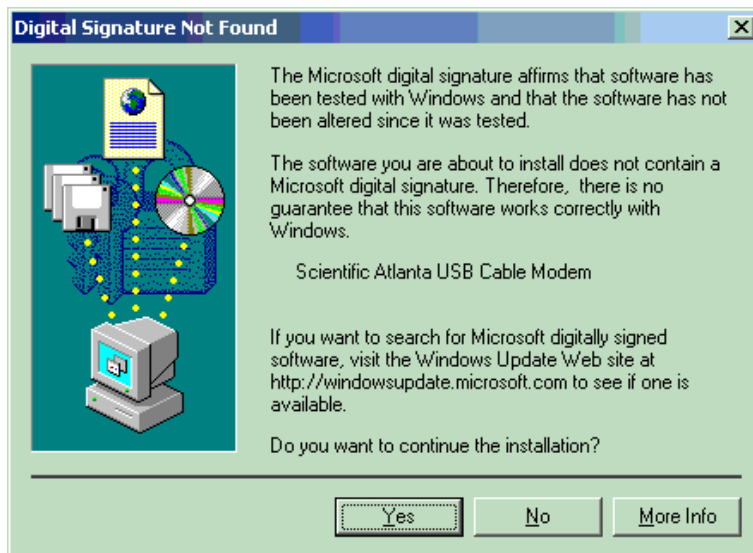 Digital Signature Not Found
The Microsoft digital signature affirms that software has
been tested with Windows and that the software has not
been altered since it was tested.
The software you are about to install does not contain a
Microsoft digital signature. Therefore,  there is no
guarantee that this software works correctly with
Windows.
Scientific Atlanta USB Cable Modem
If you want to search for Microsoft digitally signed
software, visit the Windows Update Web site at
http://windowsupdate.microsoft.com to see if one is
available.
Do you want to continue the installation?
Yes
No
More Info